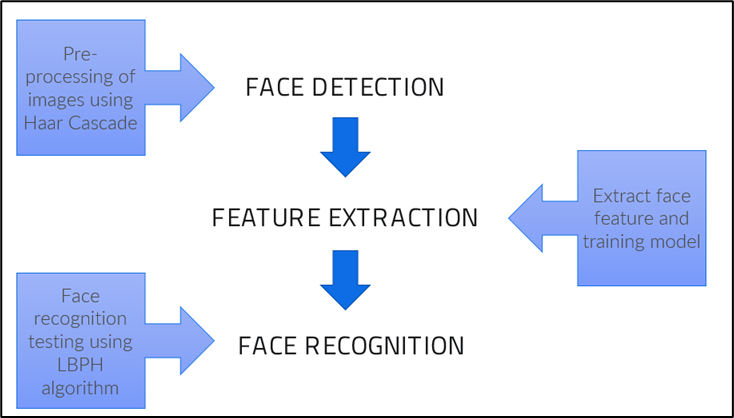 Pre-
processing of
images using
Haar Cascade
FACE DETECTION
FEATURE EXTRACTION
Extract face
feature and
training model
Face
recognition
testing using
LBPH
algorithm
FACE RECOGNITION